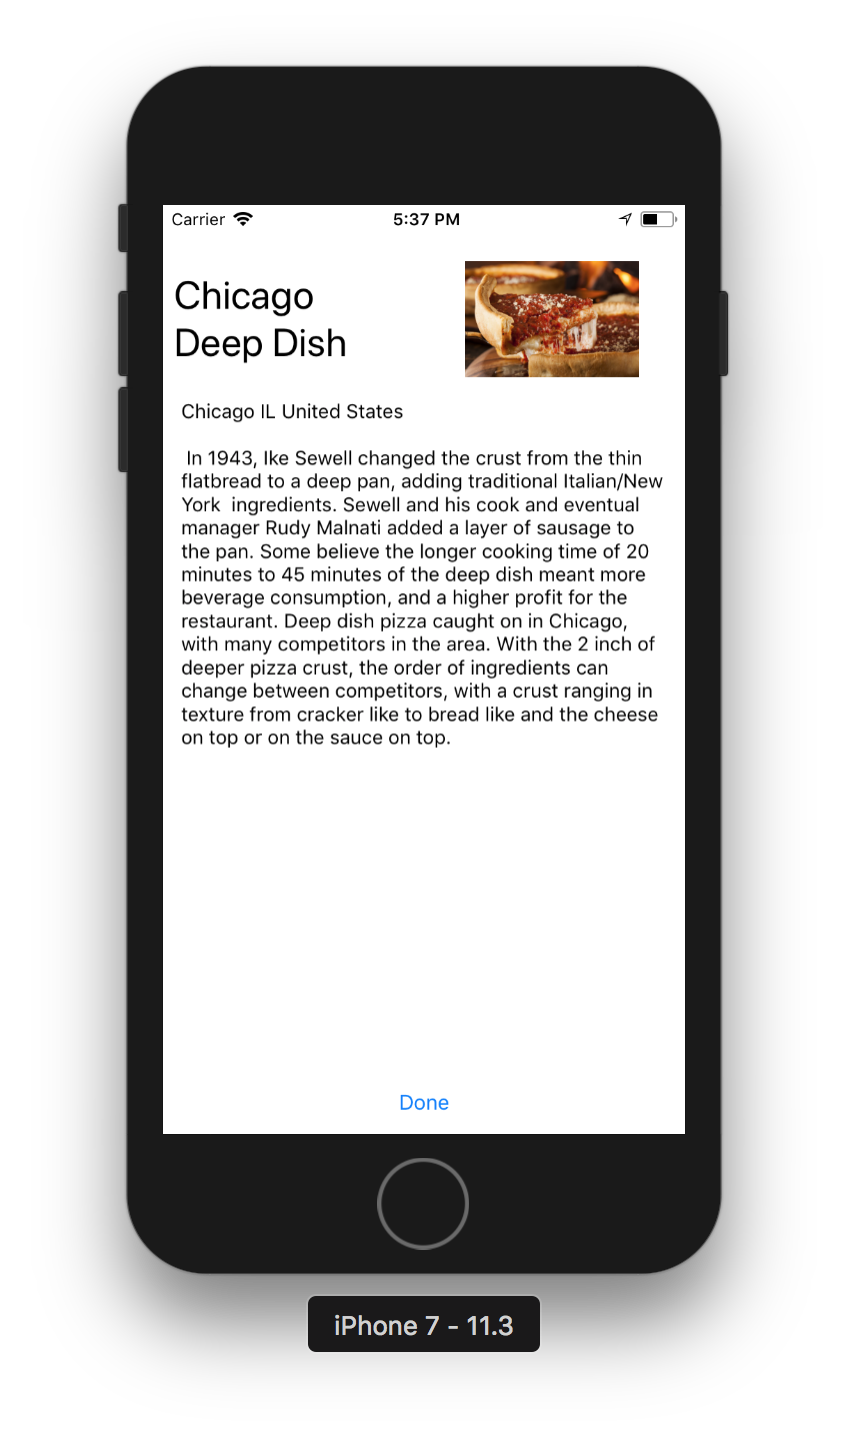 Carrier 5:37 PM
Chicago
Deep Dish
Chicago IL United States
In 1943, Ike Sewell changed the crust from the thin
flatbread to a deep pan, adding traditional Italian/New
York  ingredients. Sewell and his cook and eventual
manager Rudy Malnati added a layer of sausage to
the pan. Some believe the longer cooking time of 20
minutes to 45 minutes of the deep dish meant more
beverage consumption, and a higher profit for the
restaurant. Deep dish pizza caught on in Chicago,
with many competitors in the area. With the 2 inch of
deeper pizza crust, the order of ingredients can
change between competitors, with a crust ranging in
texture from cracker like to bread like and the cheese
on top or on the sauce on top.
Done
iPhone 7 - 11.3